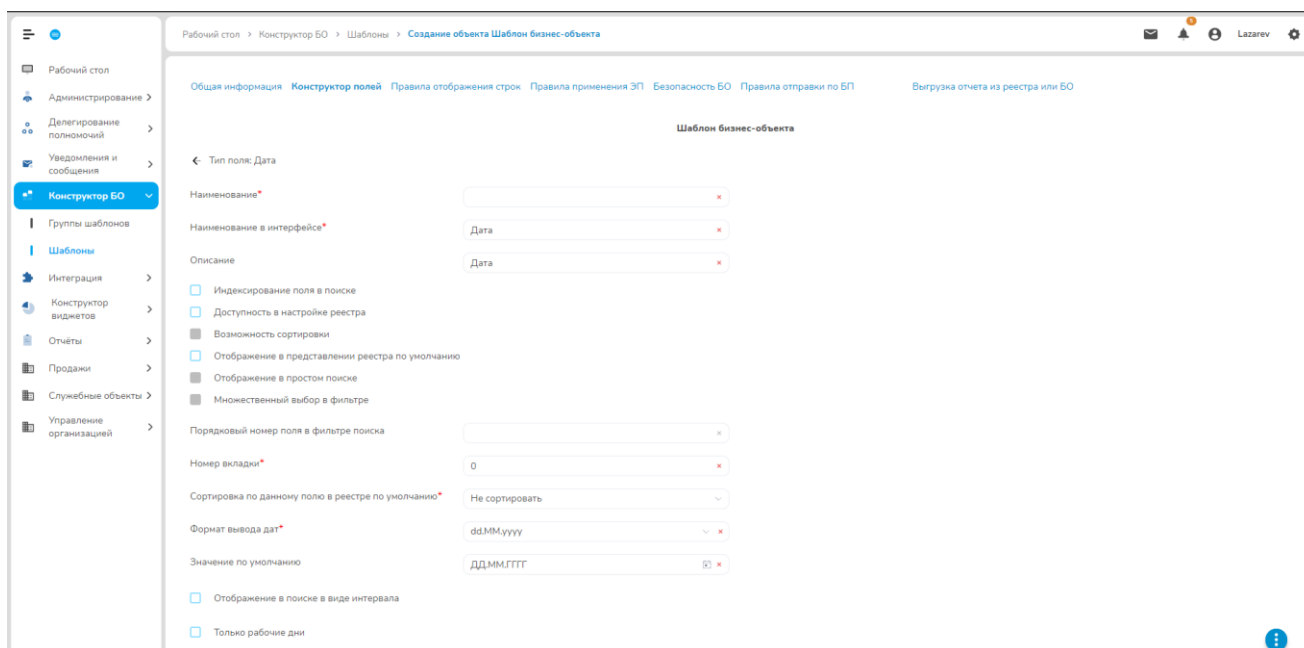 Рабочий стол > Конструктор БО > Шаблоны > Создание объекта Шаблон бизнес-объекта
6
Lazarev
Рабочий стол
Администрирование
Делегирование
полномочий
Уведомления и
сообщения
Конструктор БО
Группы шаблонов
Шаблоны
Интеграция
Конструктор
виджетов
Отчёты
Продажи
Служебные объекты
Управление
организацией
Общая информация Конструктор полей Правила отображения строк Правила применения ЭП Безопасность БО Правила отправки по БП Выгрузка отчета из реестра или БО
Шаблон бизнес-объекта
Тип поля: Дата
Наименование*
Наименование в интерфейсе* Дата
Описание Дата
Индексирование поля в поиске
Доступность в настройке реестра
Возможность сортировки
Отображение в представлении реестра по умолчанию
Отображение в простом поиске
Множественный выбор в фильтре
Порядковый номер поля в фильтре поиска
Номер вкладки* 0
Сортировка по данному полю в реестре по умолчанию* Не сортировать
Формат вывода дат* dd.MM.yyyy
Значение по умолчанию ДД.ММ.ГГГГ
Отображение в поиске в виде интервала
Только рабочие дни